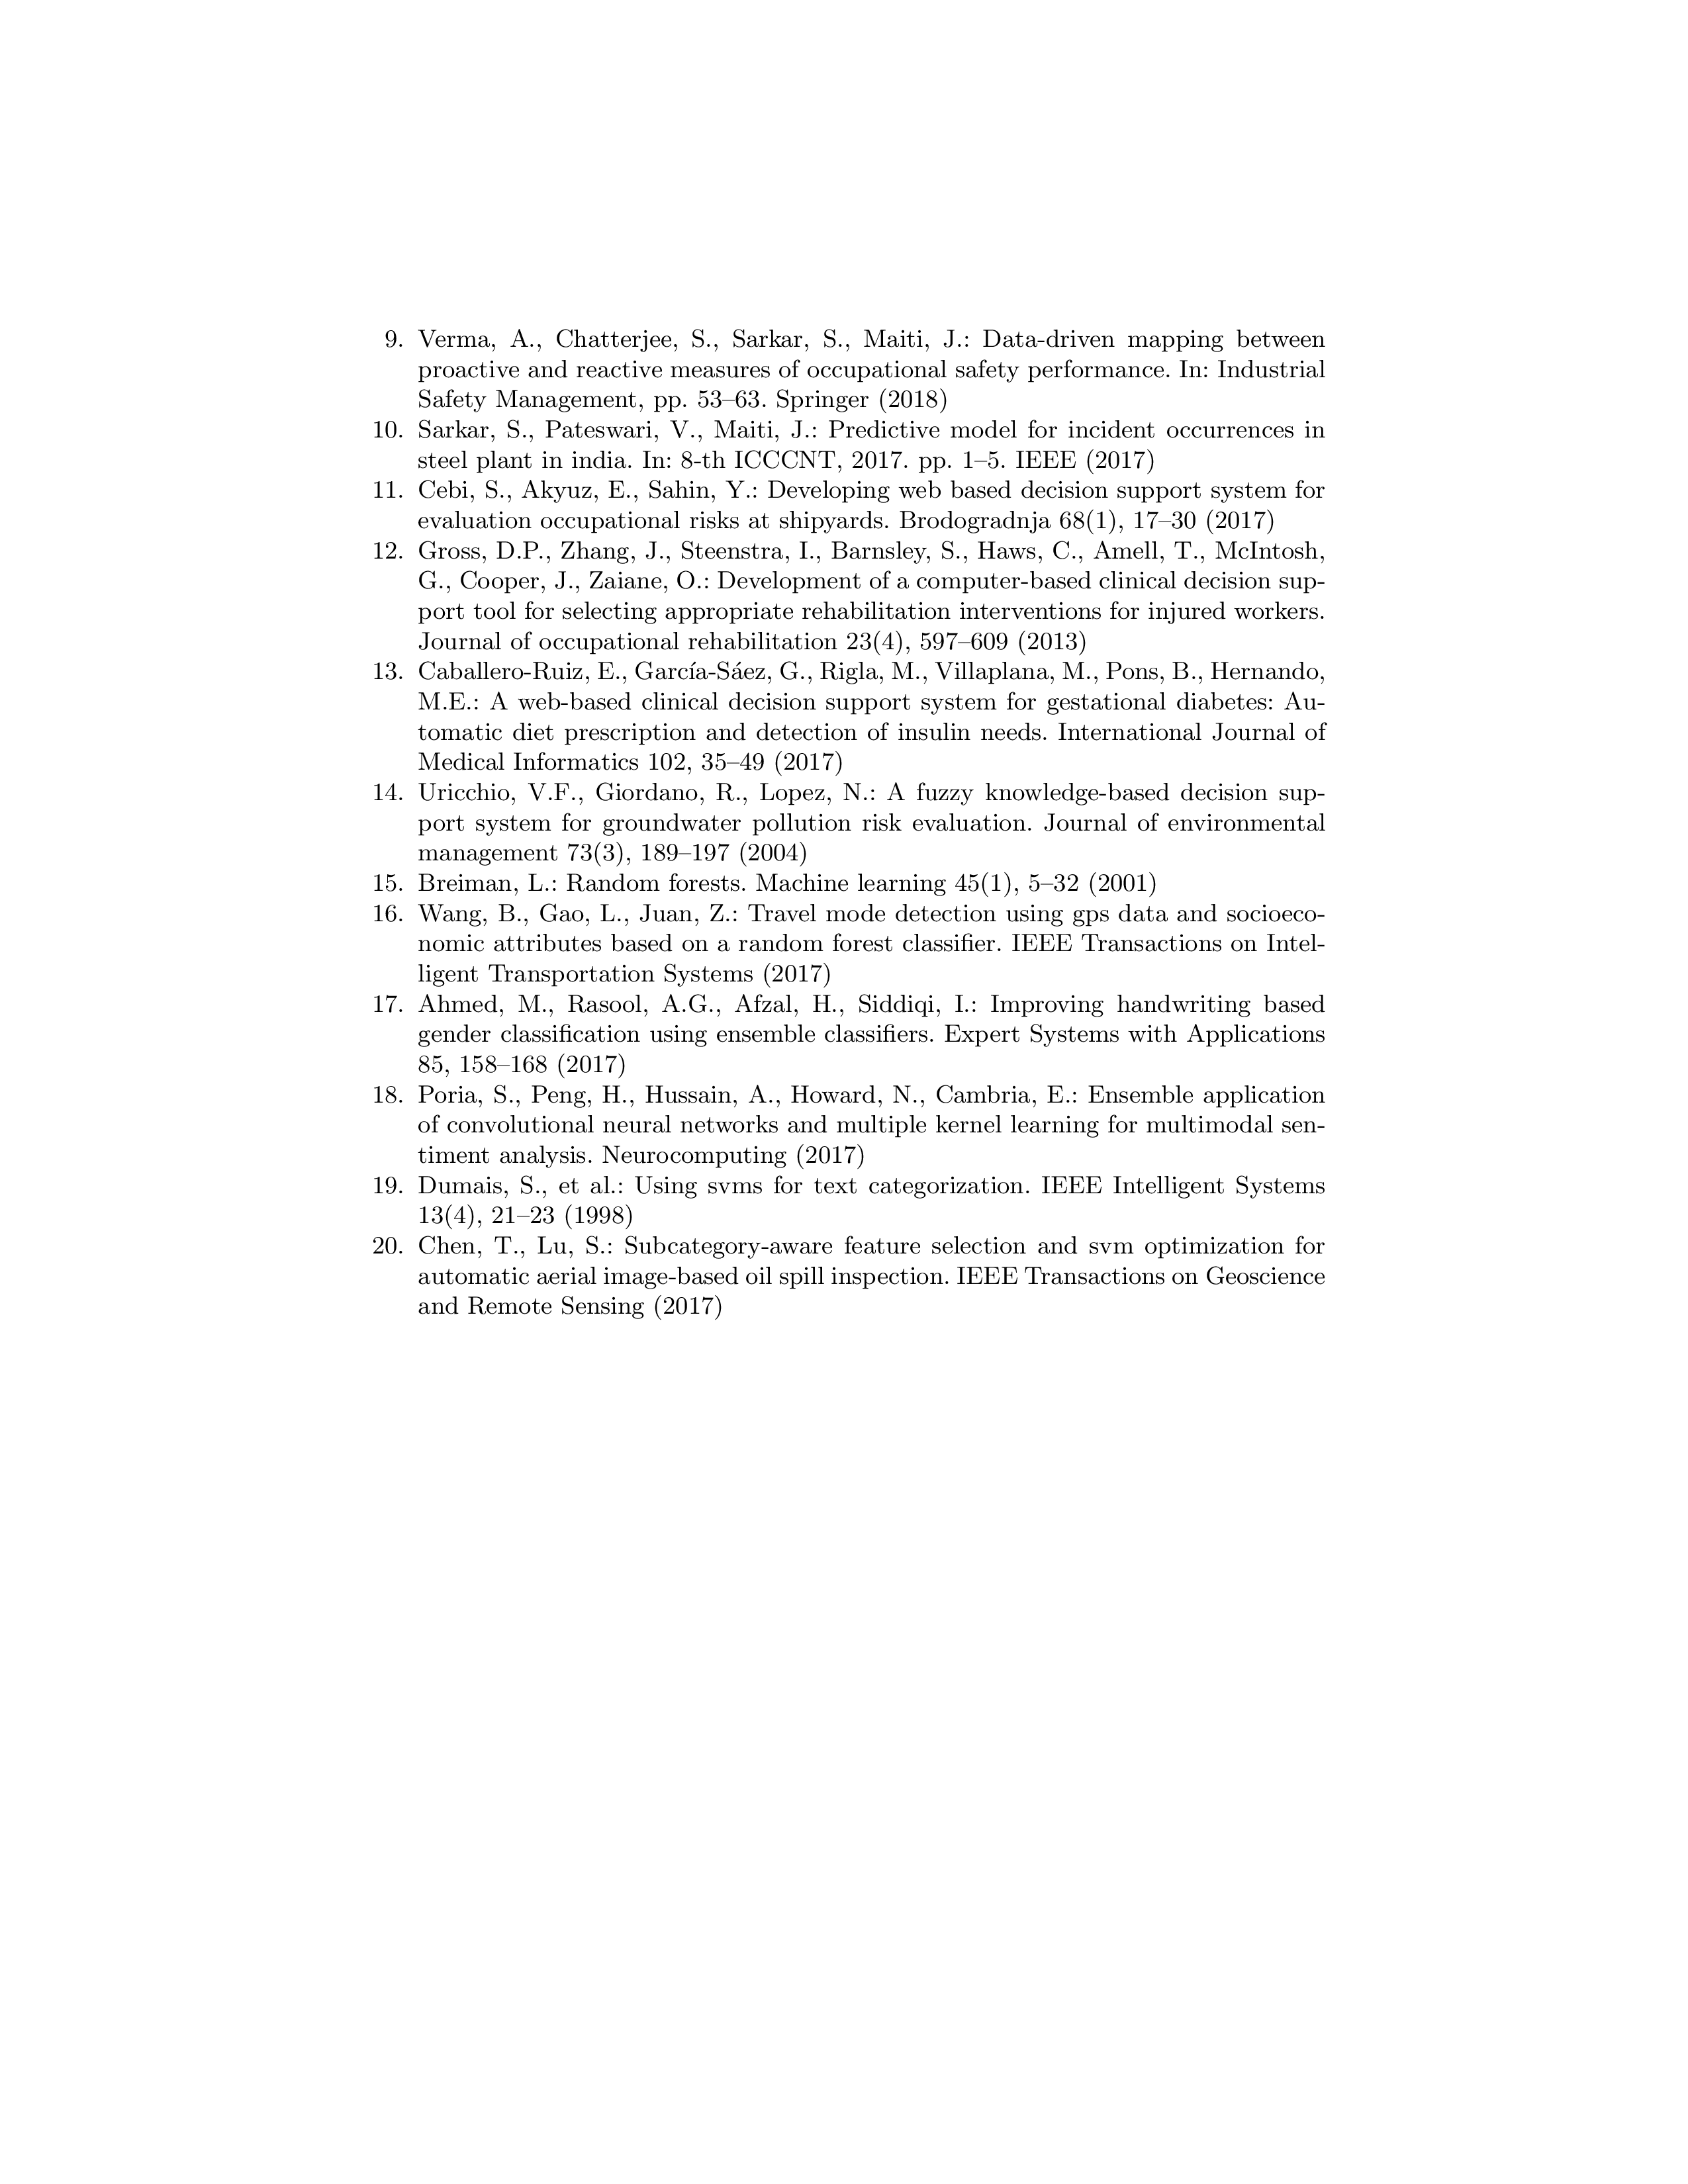 9. Verma, A., Chatterjee, S., Sarkar, S., Maiti, J.: Data-driven mapping between
proactive and reactive measures of occupational safety performance. In: Industrial
Safety Management, pp. 53–63. Springer (2018)
10. Sarkar, S., Pateswari, V., Maiti, J.: Predictive model for incident occurrences in
steel plant in india. In: 8-th ICCCNT, 2017. pp. 1–5. IEEE (2017)
11. Cebi, S., Akyuz, E., Sahin, Y.: Developing web based decision support system for
evaluation occupational risks at shipyards. Brodogradnja 68(1), 17–30 (2017)
12. Gross, D.P., Zhang, J., Steenstra, I., Barnsley, S., Haws, C., Amell, T., McIntosh,
G., Cooper, J., Zaiane, O.: Development of a computer-based clinical decision sup-
port tool for selecting appropriate rehabilitation interventions for injured workers.
Journal of occupational rehabilitation 23(4), 597–609 (2013)
13. Caballero-Ruiz, E., García-Sáez, G., Rigla, M., Villaplana, M., Pons, B., Hernando,
M.E.: A web-based clinical decision support system for gestational diabetes: Au-
tomatic diet prescription and detection of insulin needs. International Journal of
Medical Informatics 102, 35–49 (2017)
14. Uricchio, V.F., Giordano, R., Lopez, N.: A fuzzy knowledge-based decision sup-
port system for groundwater pollution risk evaluation. Journal of environmental
management 73(3), 189–197 (2004)
15. Breiman, L.: Random forests. Machine learning 45(1), 5–32 (2001)
16. Wang, B., Gao, L., Juan, Z.: Travel mode detection using gps data and socioeco-
nomic attributes based on a random forest classifier. IEEE Transactions on Intel-
ligent Transportation Systems (2017)
17. Ahmed, M., Rasool, A.G., Afzal, H., Siddiqi, I.: Improving handwriting based
gender classification using ensemble classifiers. Expert Systems with Applications
85, 158–168 (2017)
18. Poria, S., Peng, H., Hussain, A., Howard, N., Cambria, E.: Ensemble application
of convolutional neural networks and multiple kernel learning for multimodal sen-
timent analysis. Neurocomputing (2017)
19. Dumais, S., et al.: Using svms for text categorization. IEEE Intelligent Systems
13(4), 21–23 (1998)
20. Chen, T., Lu, S.: Subcategory-aware feature selection and svm optimization for
automatic aerial image-based oil spill inspection. IEEE Transactions on Geoscience
and Remote Sensing (2017)